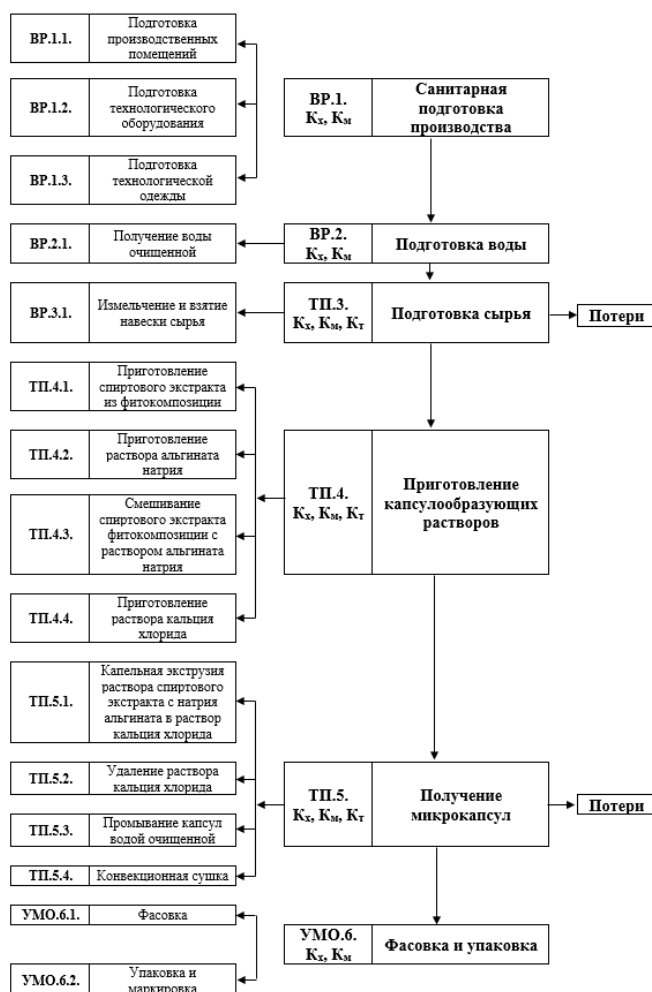 ВР.1.1.
Подготовка
производственных
помещений
ВР.1.2.
Подготовка
технологического
оборудования
ВР.1.3.
Подготовка
технологической
одежды
ВР.1.
Кх, Км
Санитарная
подготовка
производства
ВР.2.1.
Получение воды
очищенной
ВР.2.
Кх, Км
Подготовка воды
ВР.3.1.
Измельчение и взятие
навески сырья
ТП.3.
Кх, Км, Кт
Подготовка сырья
Потери
ТП.4.1.
Приготовление
спиртового экстракта
из фитокомпозиции
ТП.4.2.
Приготовление
раствора альгината
натрия
ТП.4.3.
Смешивание
спиртового экстракта
фитокомпозиции с
раствором альгината
натрия
ТП.4.4.
Приготовление
раствора кальция
хлорида
ТП.4.
Кх, Км, Кт
Приготовление
капсулообразующих
растворов
ТП.5.1.
Капельная экструзия
раствора спиртового
экстракта с натрия
альгината в раствор
кальция хлорида
ТП.5.2.
Удаление раствора
кальция хлорида
ТП.5.3.
Промывание капсул
водой очищенной
ТП.5.4.
Конвекционная сушка
ТП.5.
Кх, Км, Кт
Получение
микрокапсул
Потери
УМО.6.1.
Фасовка
УМО.6.2.
Упаковка и
маркировка
УМО.6.
Кх, Км
Фасовка и упаковка